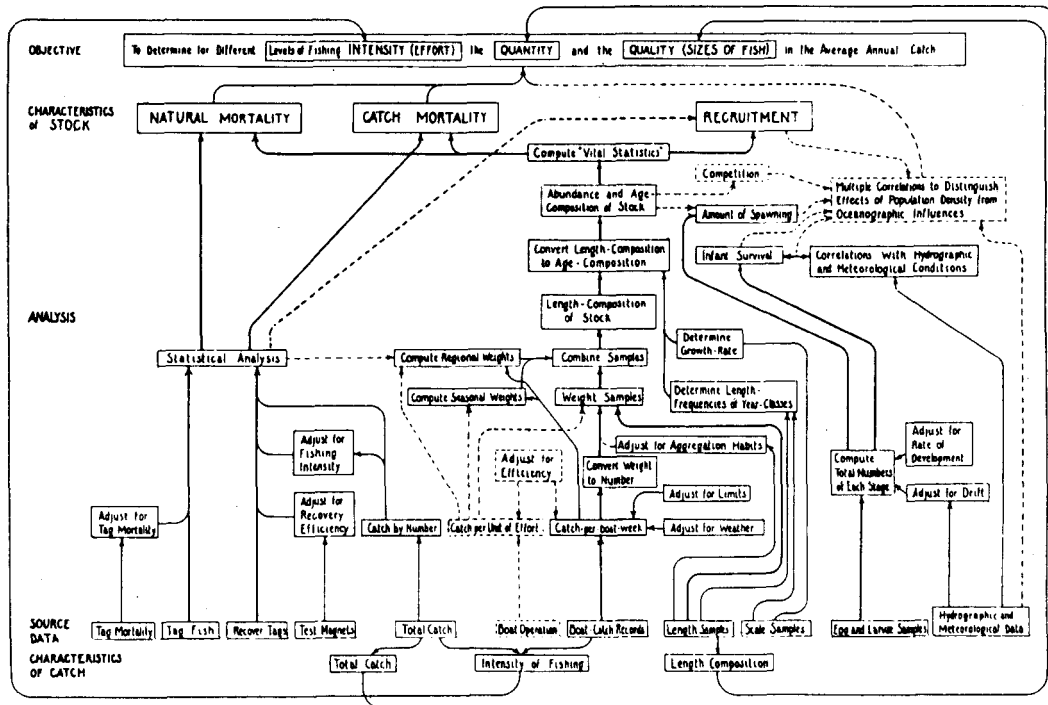 OBJECTIVE
To Determine for Different Levels of Fishing INTENSITY (EFFORT) the QUANTITY and the QUALITY (SIZES OF FISH) in the Average Annual Catch
CHARACTERISTICS
of STOCK
NATURAL MORTALITY
CATCH MORTALITY
RECRUITMENT
Compute "Vital Statistics"
Competition
Abundance and Age-
Composition of Stock
Amount of Spawning
Multiple Correlations to Distinguish
Effects of Population Density from
Oceanographic Influences
Convert Length-Composition
to Age-Composition
Infant Survival
Correlations with Hydrographic
and Meteorological Conditions
ANALYSIS
Length-Composition
of Stock
Determine
Growth-Rate
Statistical Analysis
Compute Regional Weights
Combine Samples
Compute Seasonal Weights
Weight Samples
Determine Length-
Frequencies of Year-Classes
Adjust for
Fishing
Intensity
Adjust for
Efficiency
Adjust for Aggregation Habits
Convert Weight
to Number
Compute
Total Numbers
of Each Stage
Adjust for
Rate of
Development
Adjust for Limits
Adjust for Drift
Adjust for
Tag Mortality
Adjust for
Recovery
Efficiency
Catch by Number
Catch per Unit of Effort
Catch-per boat-week
Adjust for Weather
SOURCE
DATA
Tag Mortality
Tag Fish
Recover Tags
Test Magnets
Total Catch
Boat Operation
Boat Catch Records
Length Samples
Scale Samples
Egg and Larvae Samples
Hydrographic and
Meteorological Data
CHARACTERISTICS
OF CATCH
Total Catch
Intensity of Fishing
Length Composition